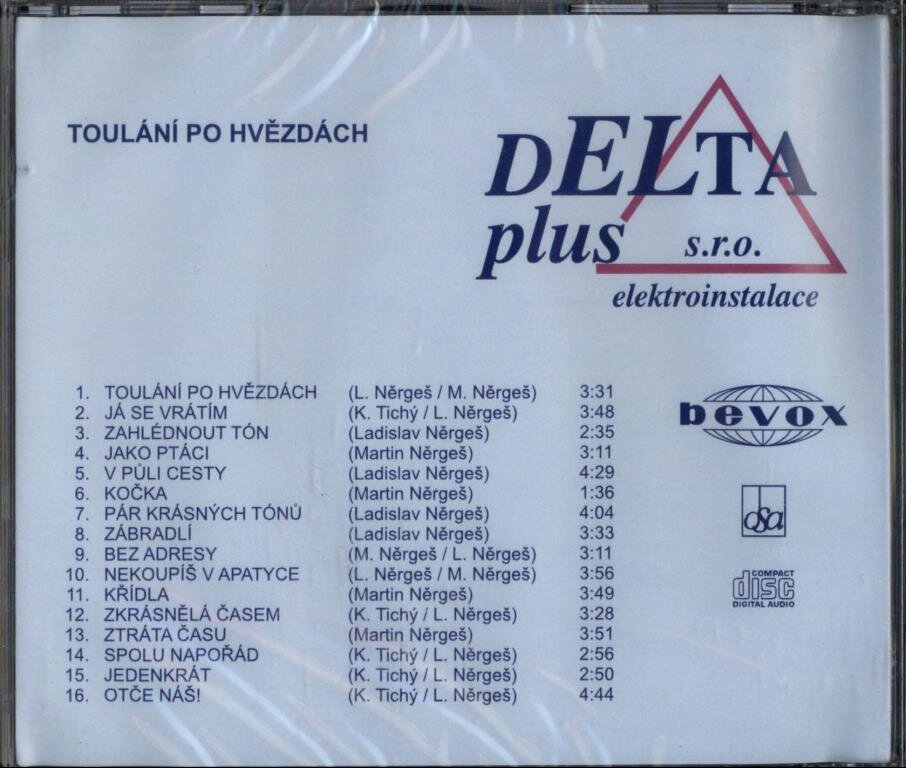 TOULÁNÍ PO HVĚZDÁCH
DELTA
plus s.r.o.
elektroinstalace
1. TOULÁNÍ PO HVĚZDÁCH (L. Něrgeš / M. Něrgeš) 3:31
2. JÁ SE VRÁTÍM (K. Tichý / L. Něrgeš) 3:48
3. ZAHLÉDNOUT TÓN (Ladislav Něrgeš) 2:35
4. JAKO PTÁCI (Martin Něrgeš) 3:11
5. V PŮLI CESTY (Ladislav Něrgeš) 4:29
6. KOČKA (Martin Něrgeš) 1:36
7. PÁR KRÁSNÝCH TÓNŮ (Ladislav Něrgeš) 4:04
8. ZÁBRADLÍ (Ladislav Něrgeš) 3:33
9. BEZ ADRESY (M. Něrgeš / L. Něrgeš) 3:11
10. NEKOUPÍŠ V APATYCE (L. Něrgeš / M. Něrgeš) 3:56
11. KŘÍDLA (Martin Něrgeš) 3:49
12. ZKRÁSNĚLÁ ČASEM (K. Tichý / L. Něrgeš) 3:28
13. ZTRÁTA ČASU (Martin Něrgeš) 3:51
14. SPOLU NAPOŘÁD (K. Tichý / L. Něrgeš) 2:56
15. JEDENKRÁT (K. Tichý / L. Něrgeš) 2:50
16. OTČE NÁŠ! (K. Tichý / L. Něrgeš) 4:44
bevox
osa
COMPACT
disc
DIGITAL AUDIO